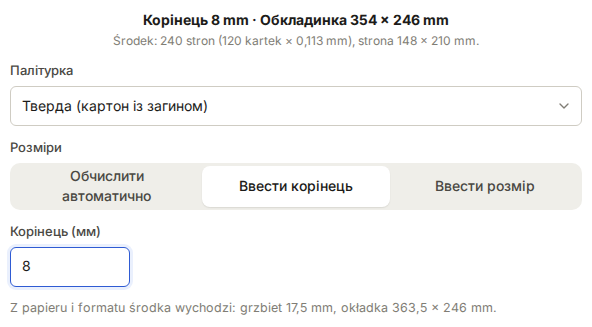 Корінець 8 mm · Обкладинка 354 × 246 mm
Środek: 240 stron (120 kartek × 0,113 mm), strona 148 × 210 mm.
Палітурка
Тверда (картон із загином)
Розміри
Обчислити
автоматично
Ввести корінець
Ввести розмір
Корінець (мм)
8
Z papieru i formatu środka wychodzi: grzbiet 17,5 mm, okładka 363,5 × 246 mm.